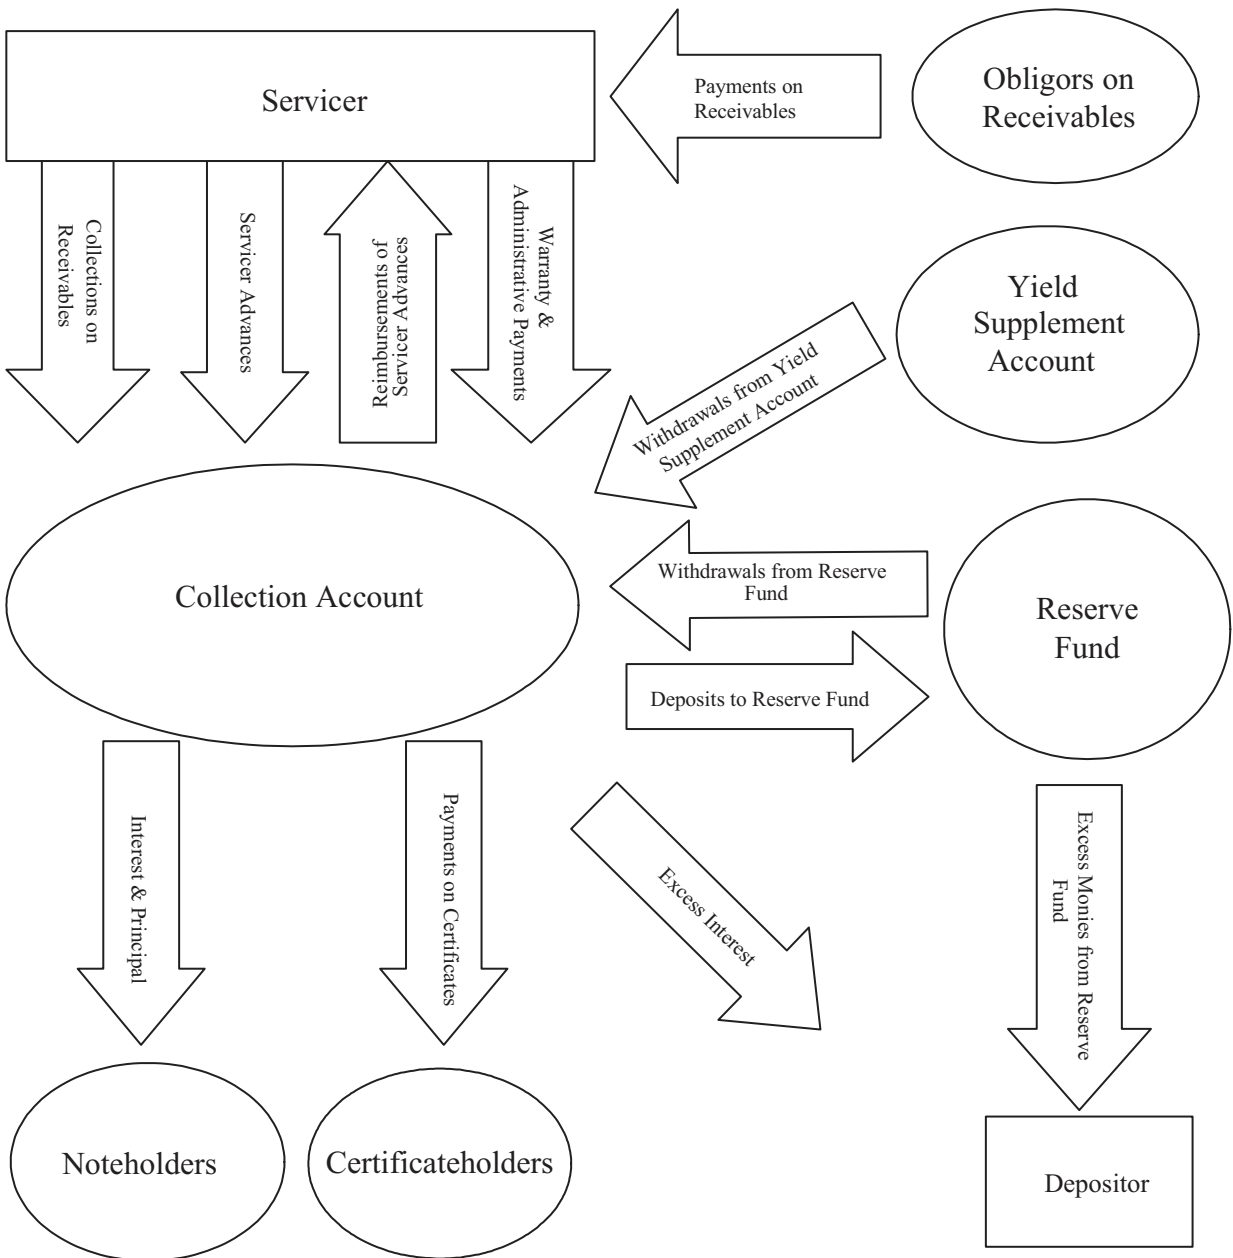 Servicer
Payments on
Receivables
Obligors on
Receivables
Collections on
Receivables
Servicer Advances
Reimbursements of
Servicer Advances
Warranty &
Administrative Payments
Yield
Supplement
Account
Withdrawals from Yield
Supplement Account
Collection Account
Withdrawals from Reserve
Fund
Reserve
Fund
Deposits to Reserve Fund
Interest & Principal
Payments on Certificates
Excess Interest
Excess Monies from Reserve
Fund
Noteholders
Certificateholders
Depositor